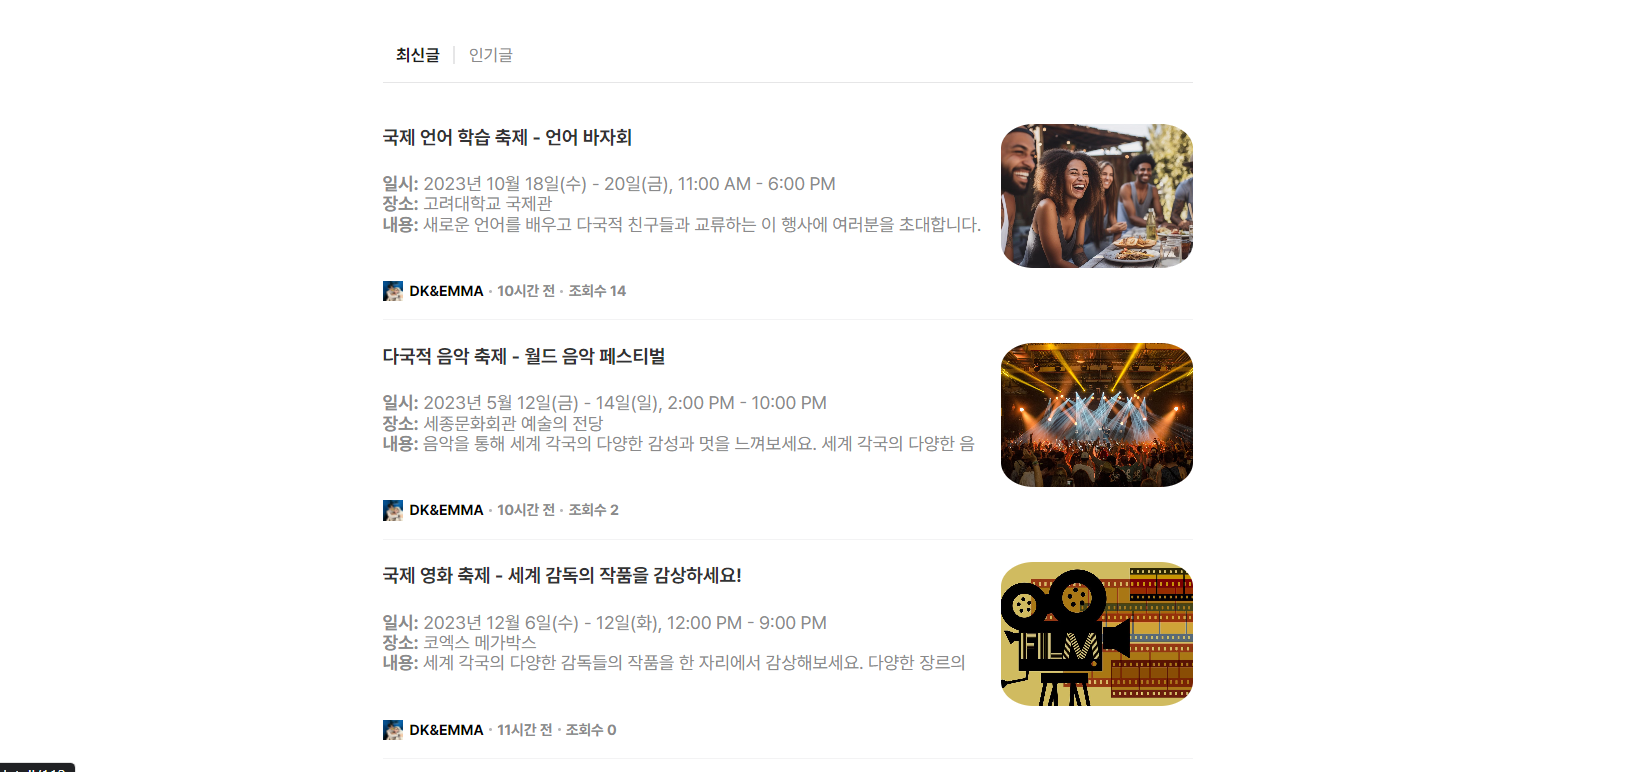 최신글 | 인기글
국제 언어 학습 축제 - 언어 바자회
일시: 2023년 10월 18일(수) - 20일(금), 11:00 AM - 6:00 PM
장소: 고려대학교 국제관
내용: 새로운 언어를 배우고 다국적 친구들과 교류하는 이 행사에 여러분을 초대합니다.
DK&EMMA · 10시간 전 · 조회수 14
다국적 음악 축제 - 월드 음악 페스티벌
일시: 2023년 5월 12일(금) - 14일(일), 2:00 PM - 10:00 PM
장소: 세종문화회관 예술의 전당
내용: 음악을 통해 세계 각국의 다양한 감성과 멋을 느껴보세요. 세계 각국의 다양한 음
DK&EMMA · 10시간 전 · 조회수 2
국제 영화 축제 - 세계 감독의 작품을 감상하세요!
일시: 2023년 12월 6일(수) - 12일(화), 12:00 PM - 9:00 PM
장소: 코엑스 메가박스
내용: 세계 각국의 다양한 감독들의 작품을 한 자리에서 감상해보세요. 다양한 장르의
FILM
DK&EMMA · 11시간 전 · 조회수 0